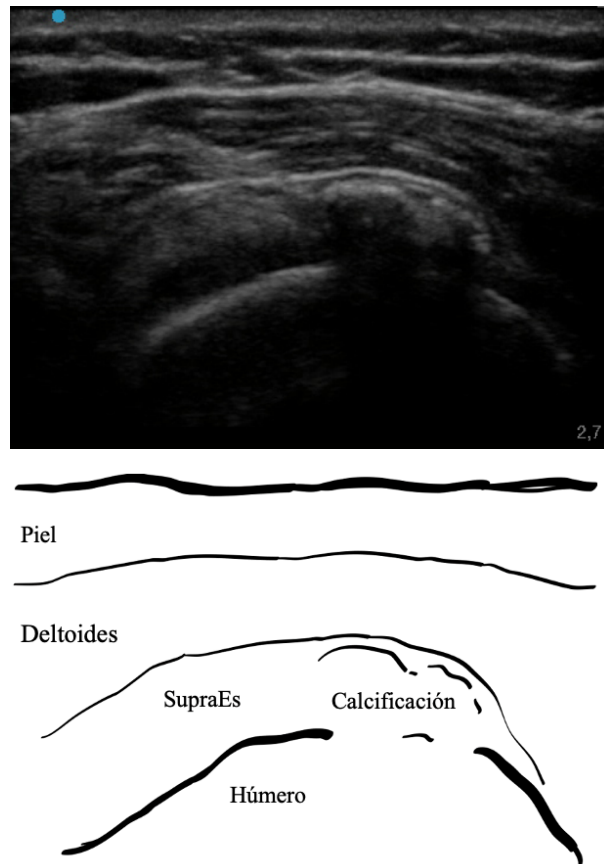 2,7
Piel
Deltoides
SupraEs
Calcificación
Húmero